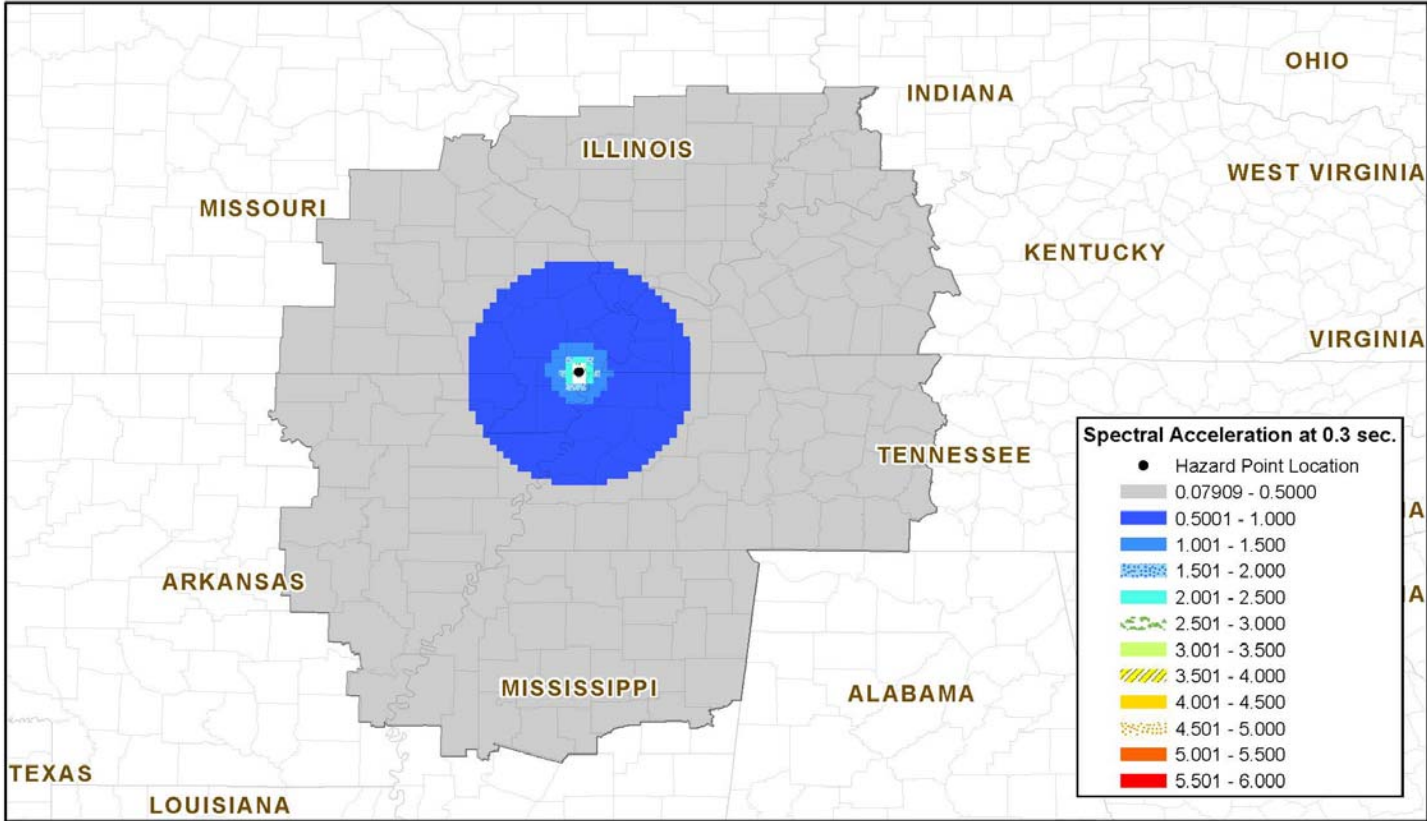 OHIO
INDIANA
ILLINOIS
WEST VIRGINIA
MISSOURI
KENTUCKY
VIRGINIA
TENNESSEE
ARKANSAS
MISSISSIPPI
ALABAMA
TEXAS
LOUISIANA
Spectral Acceleration at 0.3 sec.
Hazard Point Location
0.07909 - 0.5000
0.5001 - 1.000
1.001 - 1.500
1.501 - 2.000
2.001 - 2.500
2.501 - 3.000
3.001 - 3.500
3.501 - 4.000
4.001 - 4.500
4.501 - 5.000
5.001 - 5.500
5.501 - 6.000